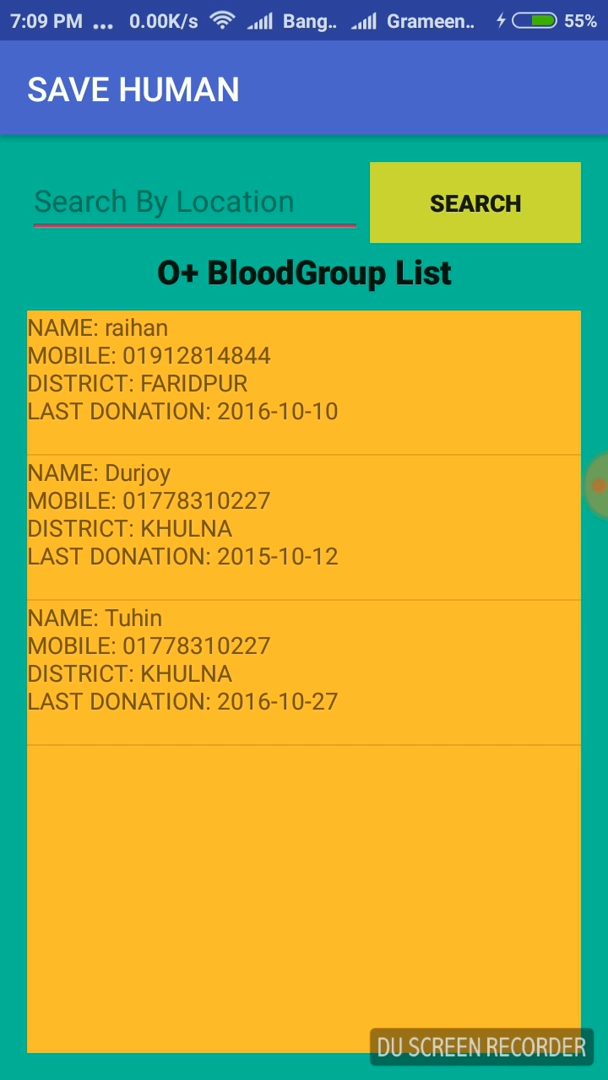 7:09 PM ... 0.00K/s Bang.. Grameen.. 55%
SAVE HUMAN
Search By Location
SEARCH
O+ BloodGroup List
NAME: raihan
MOBILE: 01912814844
DISTRICT: FARIDPUR
LAST DONATION: 2016-10-10
NAME: Durjoy
MOBILE: 01778310227
DISTRICT: KHULNA
LAST DONATION: 2015-10-12
NAME: Tuhin
MOBILE: 01778310227
DISTRICT: KHULNA
LAST DONATION: 2016-10-27
DU SCREEN RECORDER